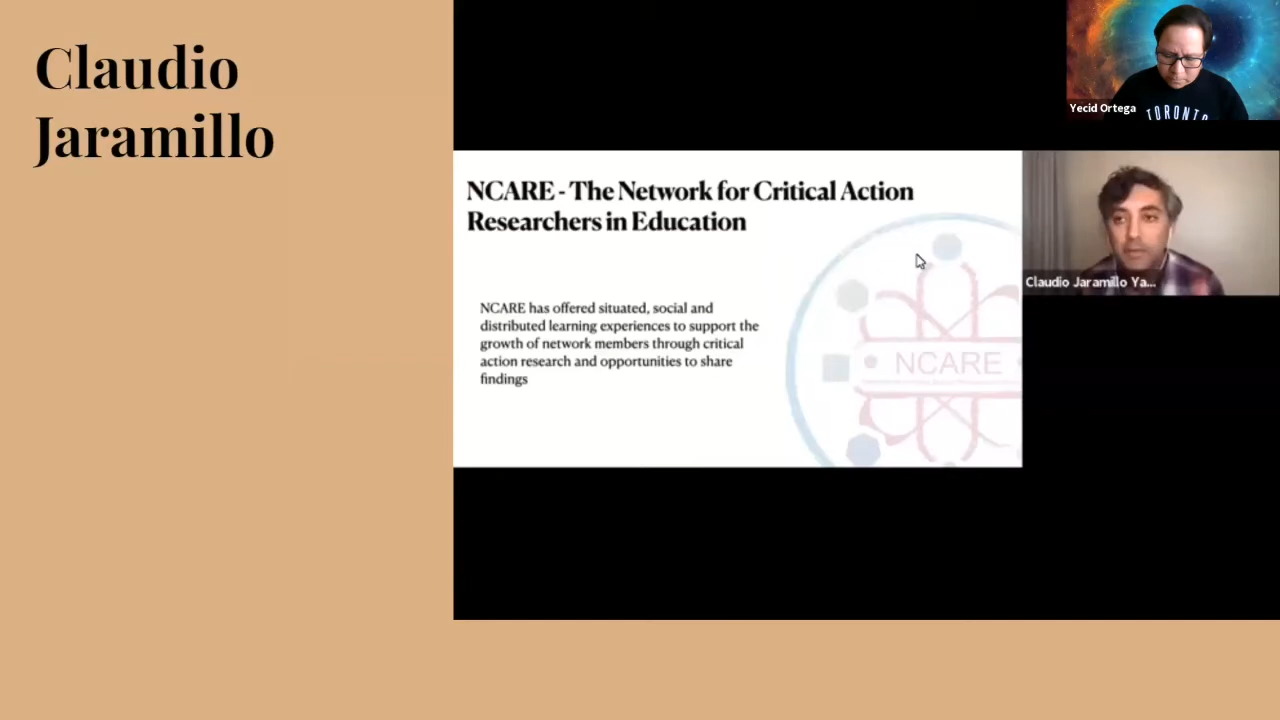 Claudio
Jaramillo
Yecid Ortega
TORONTO
NCARE - The Network for Critical Action
Researchers in Education
Claudio Jaramillo Ya...
NCARE has offered situated, social and
distributed learning experiences to support the
growth of network members through critical
action research and opportunities to share
findings
NCARE